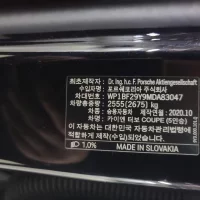 최초제작자: Dr. Ing. h.c. F. Porsche Aktiengesellschaft
수입자명: 포르쉐코리아 주식회사
차대번호: WP1BF29Y9MDA83047
차량총중량: 2555(2675) kg
차종: 승용자동차 제작연월: 2020.10
차명: 카이엔 터보 COUPE (5인승)
이 자동차는 대한민국 자동차관리법령에
적합하게 제작(수입)되었습니다.
1,0% MADE IN SLOVAKIA